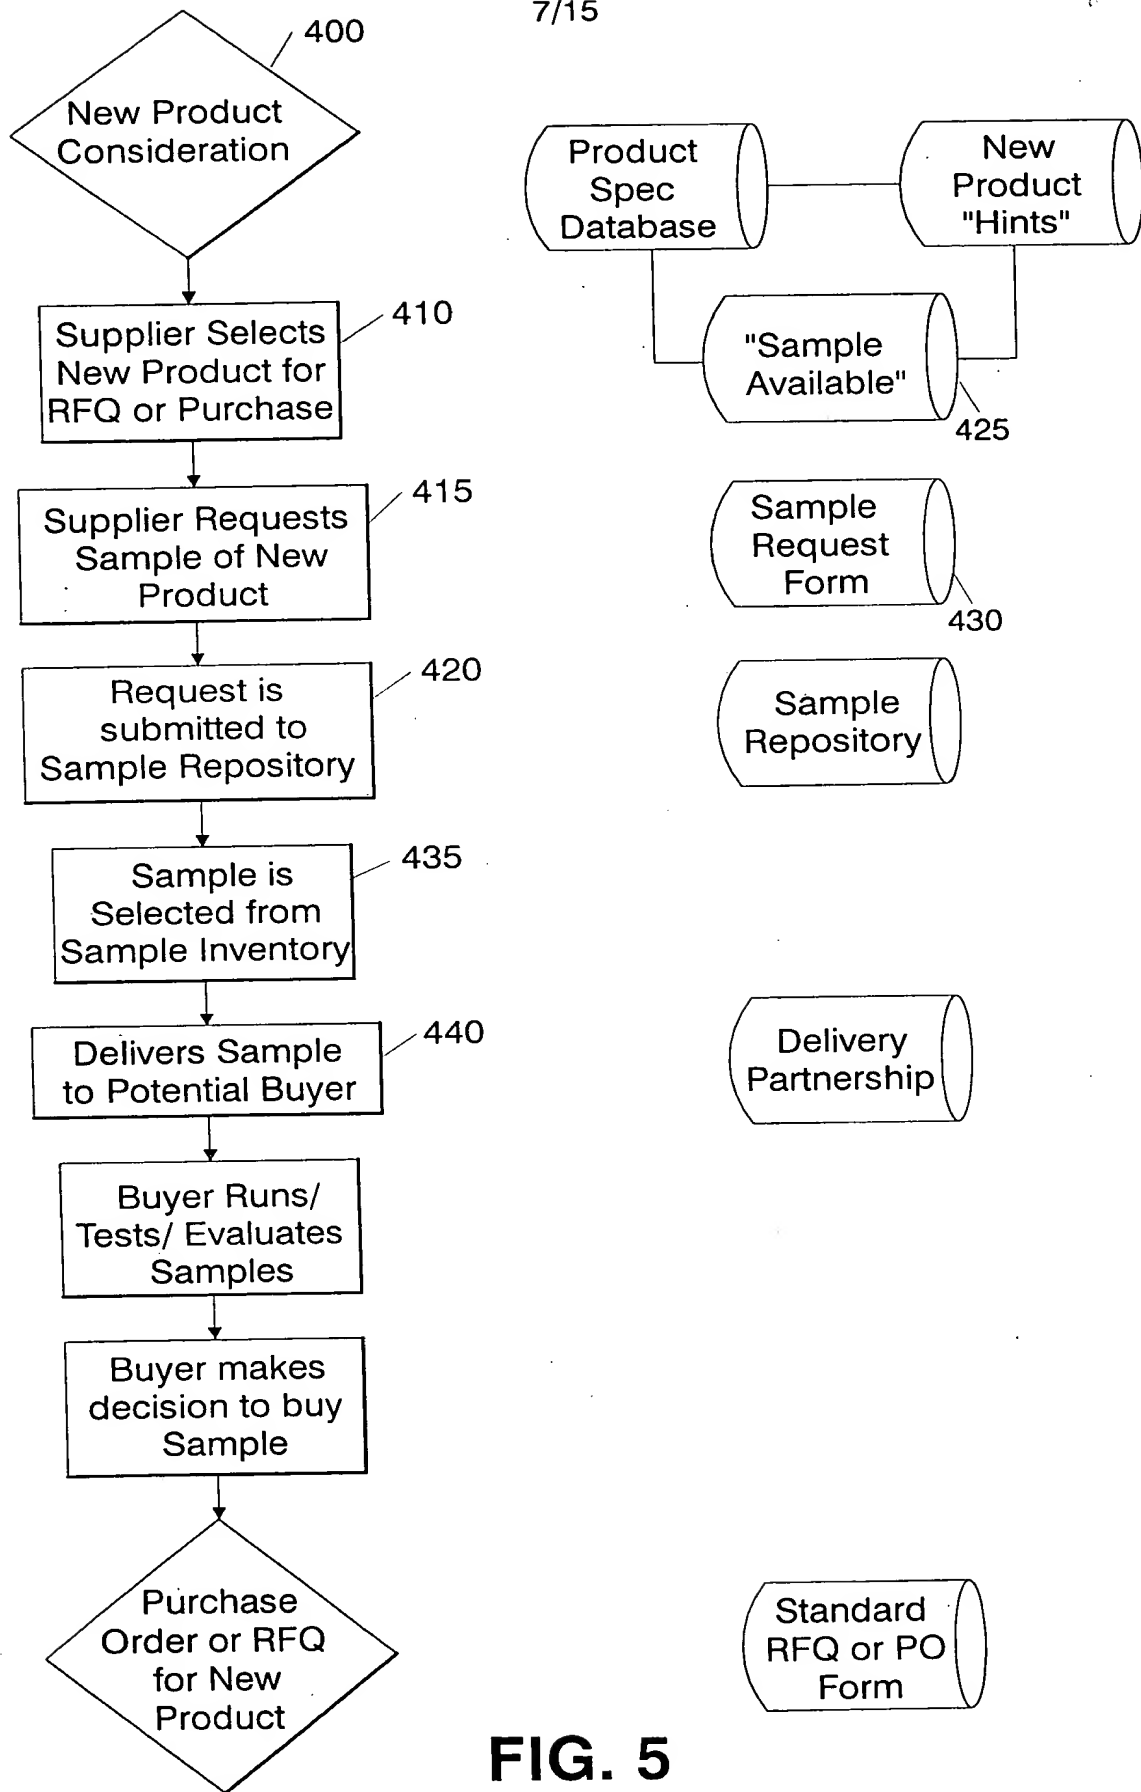 7/15
400
New Product
Consideration
Product
Spec
Database
New
Product
"Hints"
410
Supplier Selects
New Product for
RFQ or Purchase
"Sample
Available"
425
415
Supplier Requests
Sample of New
Product
Sample
Request
Form
430
420
Request is
submitted to
Sample Repository
Sample
Repository
435
Sample is
Selected from
Sample Inventory
440
Delivers Sample
to Potential Buyer
Delivery
Partnership
Buyer Runs/
Tests/ Evaluates
Samples
Buyer makes
decision to buy
Sample
Purchase
Order or RFQ
for New
Product
Standard
RFQ or PO
Form
FIG. 5